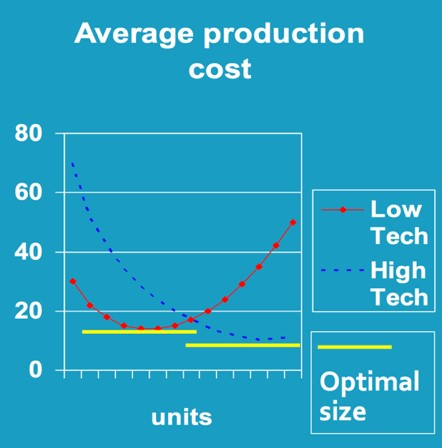 Average production
cost
80
60
40
20
0
units
Low
Tech
High
Tech
Optimal
size